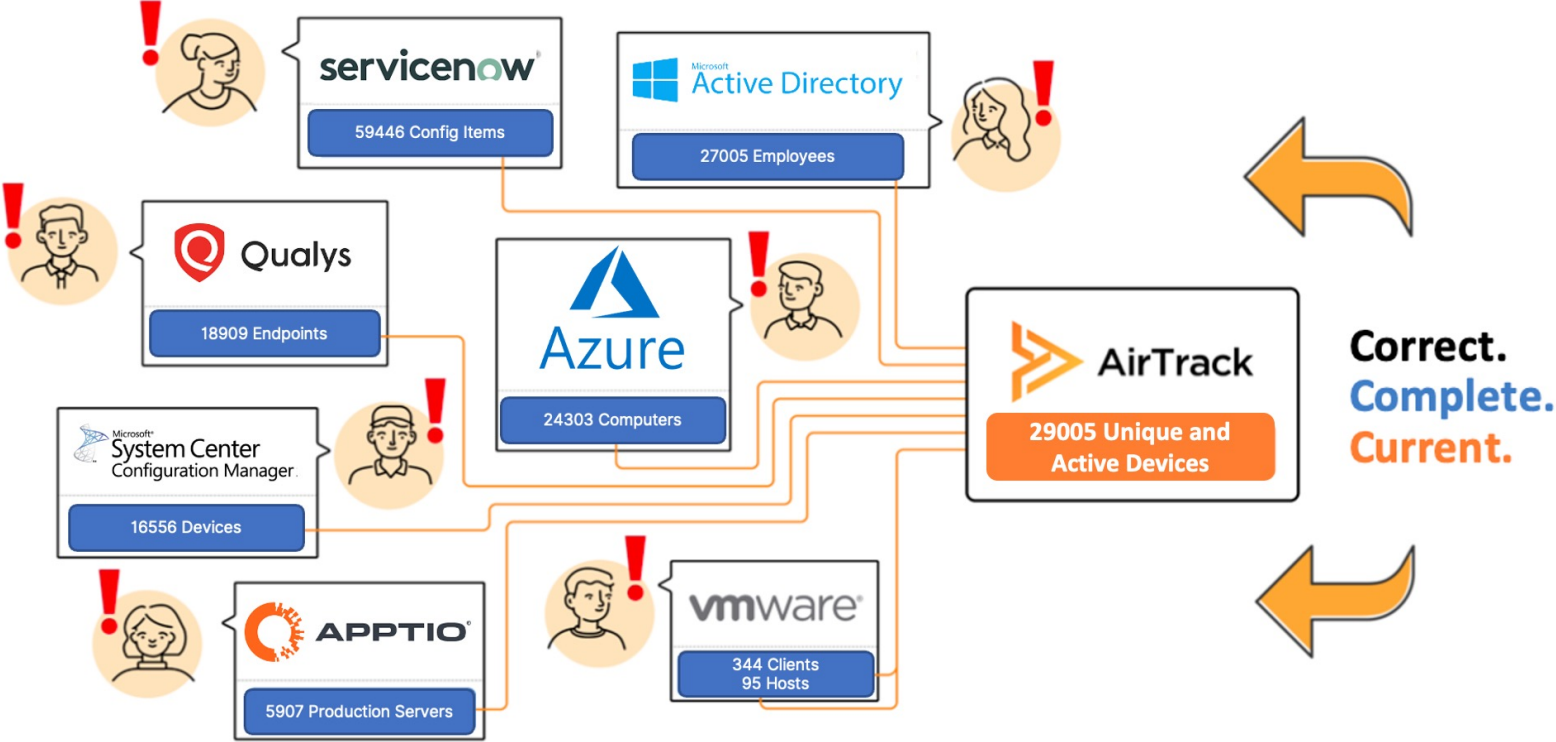 servicenow
59446 Config Items
Microsoft
Active Directory
27005 Employees
Qualys
18909 Endpoints
Azure
24303 Computers
Microsoft®
System Center
Configuration Manager
16556 Devices
APPTIO®
5907 Production Servers
vmware®
344 Clients
95 Hosts
AirTrack
29005 Unique and
Active Devices
Correct.
Complete.
Current.